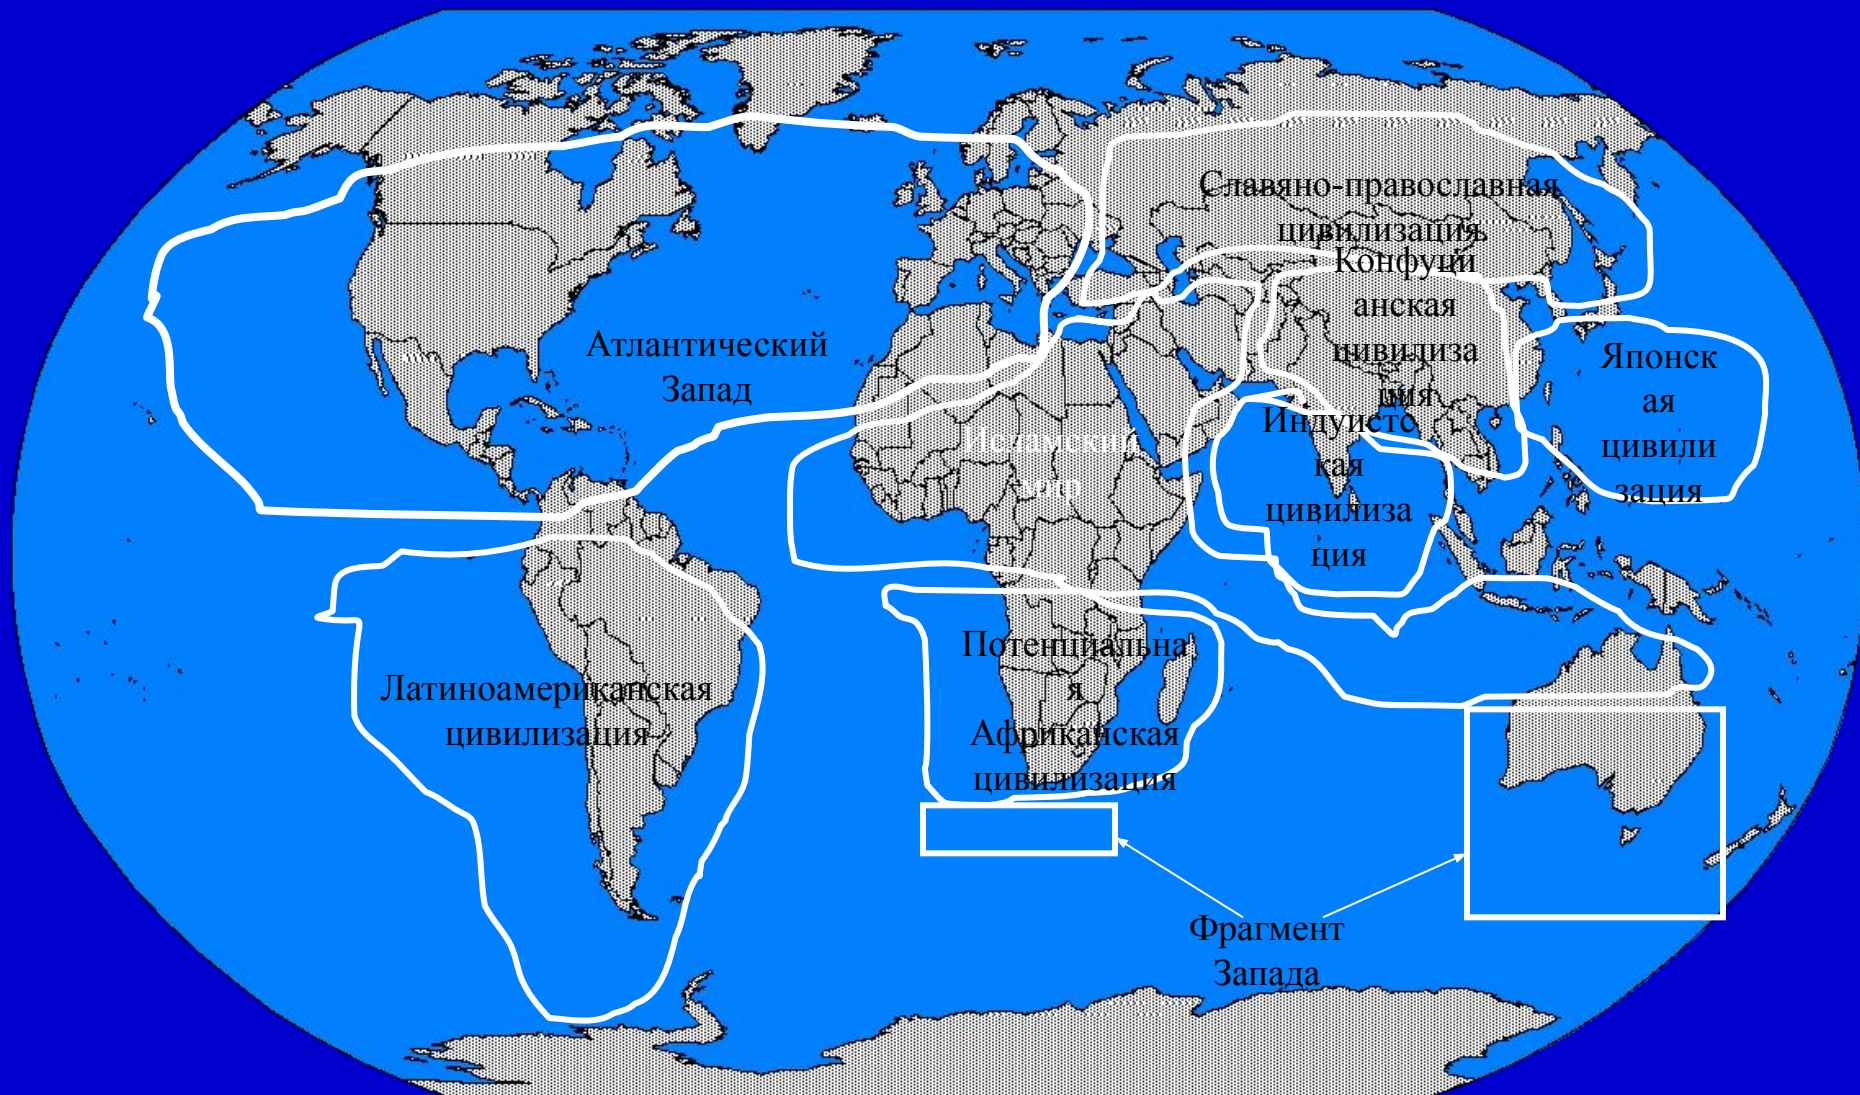 Славяно-православная
цивилизация
Конфуци
анская
цивилиза
ция
Атлантический
Запад
Японск
ая
цивили
зация
Исламский
мир
Индуистс
кая
цивилиза
ция
Латиноамериканская
цивилизация
Потенциальна
я
Африканская
цивилизация
Фрагмент
Запада